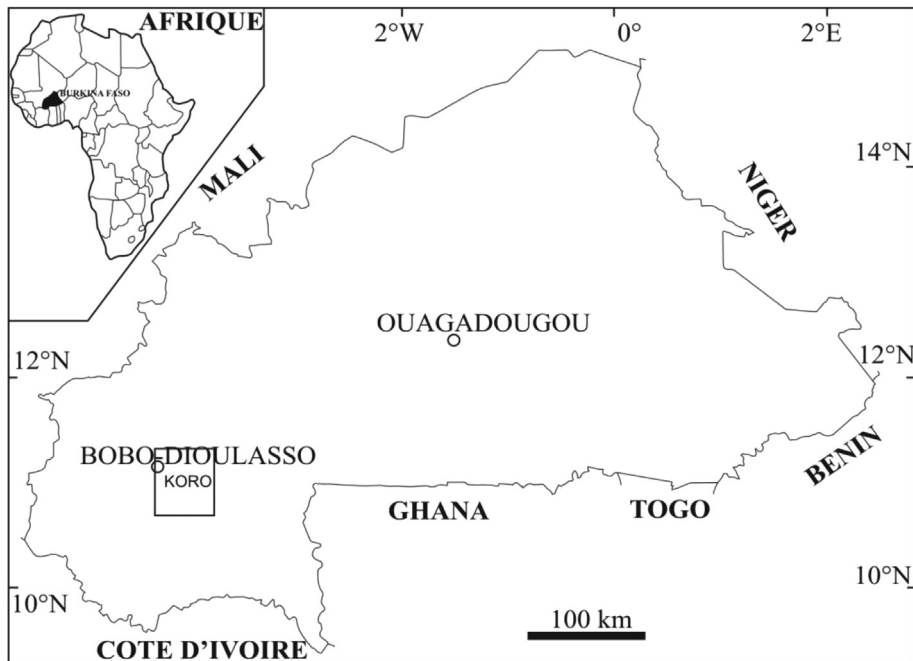 AFRIQUE
2°W
0°
2°E
BURKINA FASO
MALI
14°N
NIGER
OUAGADOUGOU
12°N
12°N
BOBO-DIOULASSO
KORO
BENIN
GHANA
TOGO
10°N
10°N
100 km
COTE D'IVOIRE